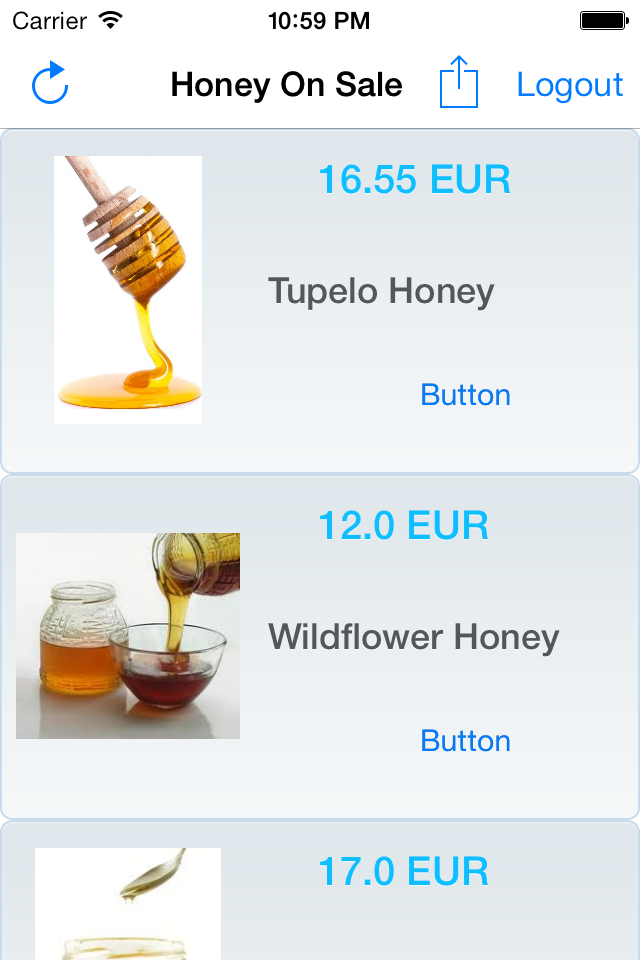 Carrier 10:59 PM
Honey On Sale Logout
16.55 EUR
Tupelo Honey
Button
12.0 EUR
Wildflower Honey
Button
17.0 EUR